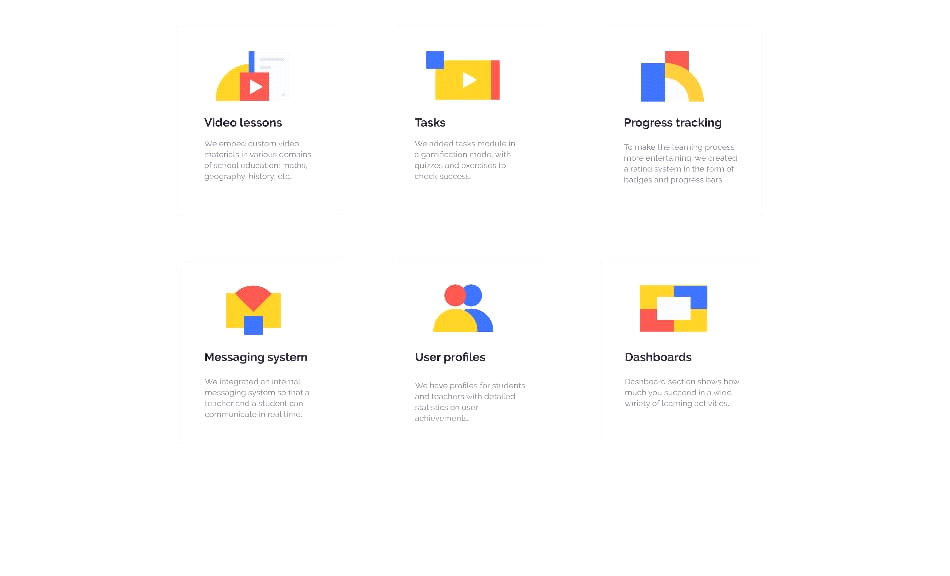 Video lessons
We embed custom video
materials in various domains
of school education: maths,
geography, history, etc.
Tasks
We added tasks module in
a gamification mode, with
quizzes and exercises to
check success.
Progress tracking
To make the learning process
more entertaining, we created
a rating system in the form of
badges and progress bars.
Messaging system
We integrated an internal
messaging system so that a
teacher and a student can
communicate in real time.
User profiles
We have profiles for students
and teachers with detailed
statistics on user
achievements.
Dashboards
Dashboard section shows how
much you succeed in a wide
variety of learning activities.